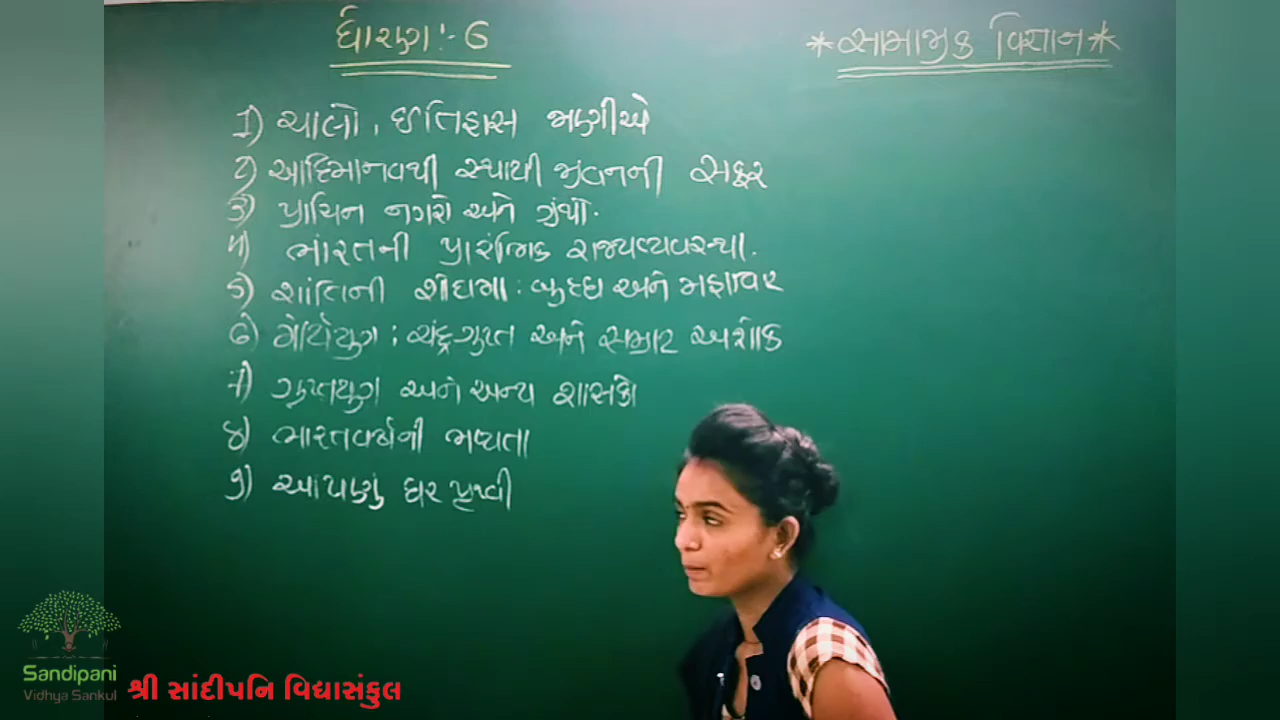 ધોરણ :- 6
*સામાજીક વિજ્ઞાન*
1) ચાલો, ઈતિહાસ જાણીએ
2) આદિમાનવથી સ્થાયી જીવનની સફર
3) પ્રાચિન નગરો અને ગ્રંથો.
4) ભારતની પ્રારંભિક રાજ્યવ્યવસ્થા.
5) શાંતિની શોધમાં : બુદ્ધ અને મહાવિર
6) મૌર્યયુગ : ચંદ્રગુપ્ત અને સમ્રાટ અશોક
7) ગુપ્તયુગ અને અન્ય શાસકો
8) ભારતવર્ષની ભવ્યતા
9) આપણું ઘર પૃથ્વી
Sandipani
Vidhya Sankul
શ્રી સાંદીપનિ વિદ્યાસંકુલ